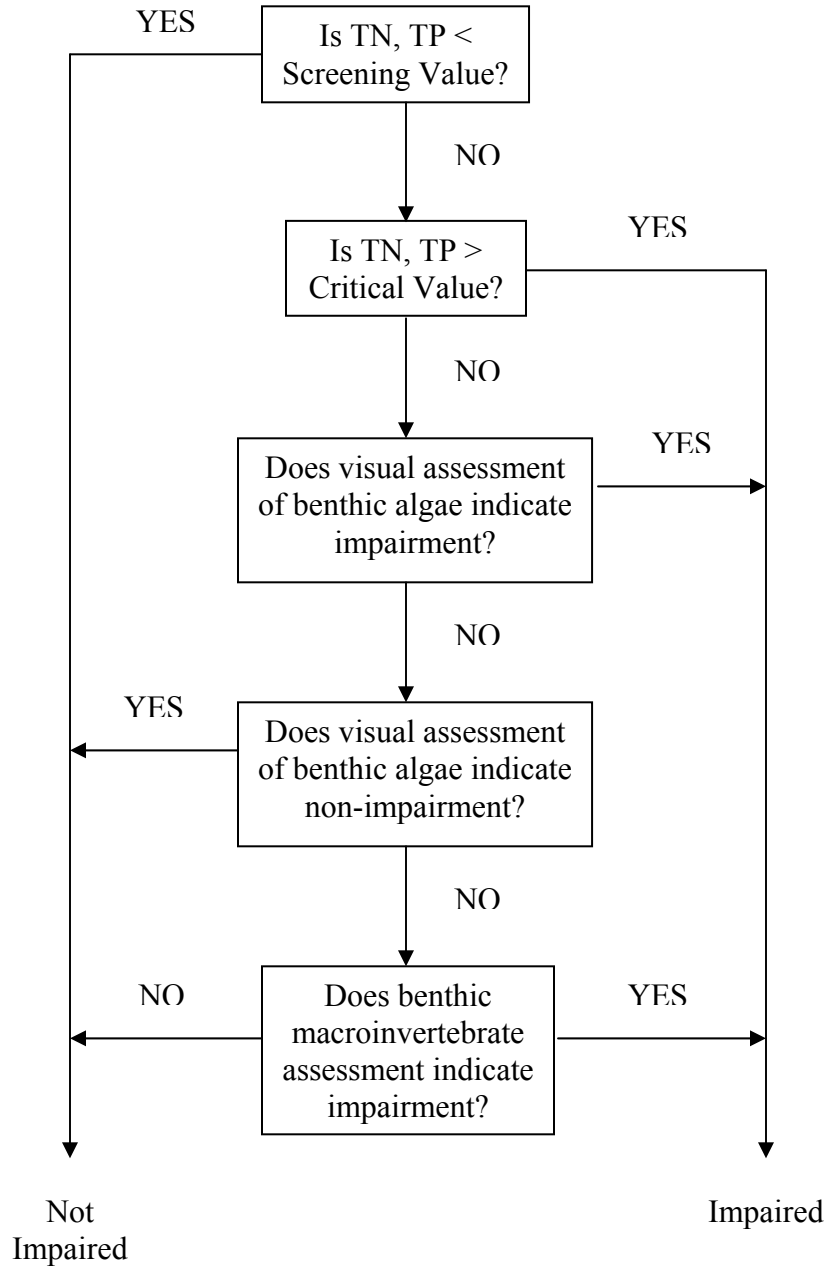 YES
Is TN, TP <
Screening Value?
NO
Is TN, TP >
Critical Value?
YES
NO
Does visual assessment
of benthic algae indicate
impairment?
YES
NO
YES
Does visual assessment
of benthic algae indicate
non-impairment?
NO
NO
Does benthic
macroinvertebrate
assessment indicate
impairment?
YES
Not
Impaired
Impaired